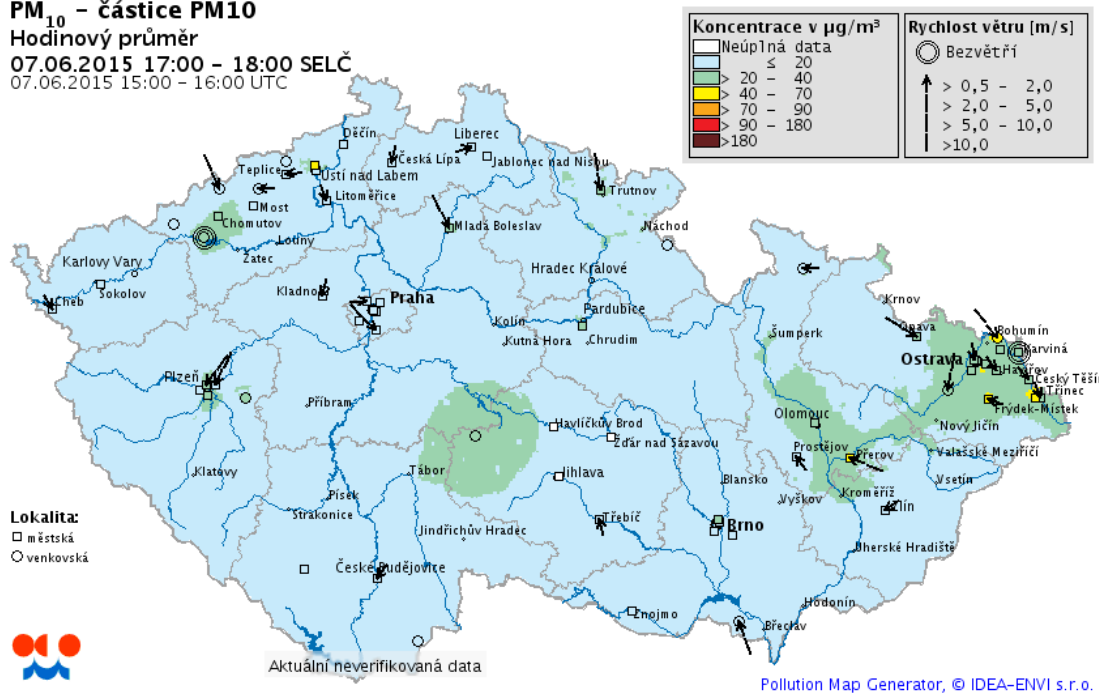 PM10 – částice PM10
Hodinový průměr
07.06.2015 17:00 – 18:00 SELČ
07.06.2015 15:00 – 16:00 UTC
Koncentrace v µg/m³
Neúplná data
≤ 20
> 20 – 40
> 40 – 70
> 70 – 90
> 90 – 180
>180
Rychlost větru [m/s]
Bezvětří
> 0,5 – 2,0
> 2,0 – 5,0
> 5,0 – 10,0
>10,0
Děčín
Liberec
Česká Lípa
Jablonec nad Nisou
Teplice
Ústí nad Labem
Litoměřice
Trutnov
Most
Chomutov
Mladá Boleslav
Náchod
Louny
Žatec
Karlovy Vary
Sokolov
Cheb
Hradec Králové
Kladno
Praha
Krnov
Pardubice
Kolín
Kutná Hora
Chrudim
Šumperk
Opava
Bohumín
Karviná
Ostrava
Havířov
Český Těšín
Třinec
Frýdek-Místek
Plzeň
Příbram
Havlíčkův Brod
Žďár nad Sázavou
Olomouc
Nový Jičín
Prostějov
Přerov
Valašské Meziříčí
Klatovy
Tábor
Jihlava
Blansko
Vsetín
Písek
Vyškov
Kroměříž
Zlín
Strakonice
Jindřichův Hradec
Třebíč
Brno
Uherské Hradiště
České Budějovice
Hodonín
Znojmo
Břeclav
Lokalita:
městská
venkovská
Aktuální neverifikovaná data
Pollution Map Generator, © IDEA-ENVI s.r.o.